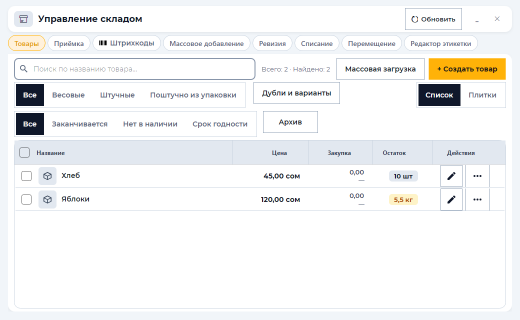 Управление складом
Обновить
Товары Приёмка Штрихкоды Массовое добавление Ревизия Списание Перемещение Редактор этикетки
Поиск по названию товара...
Всего: 2 · Найдено: 2
Массовая загрузка
+ Создать товар
Все Весовые Штучные Поштучно из упаковки
Дубли и варианты
Список Плитки
Все Заканчивается Нет в наличии Срок годности
Архив
Название Цена Закупка Остаток Действия
Хлеб 45,00 сом 0,00 — 10 шт
Яблоки 120,00 сом 0,00 — 5,5 кг